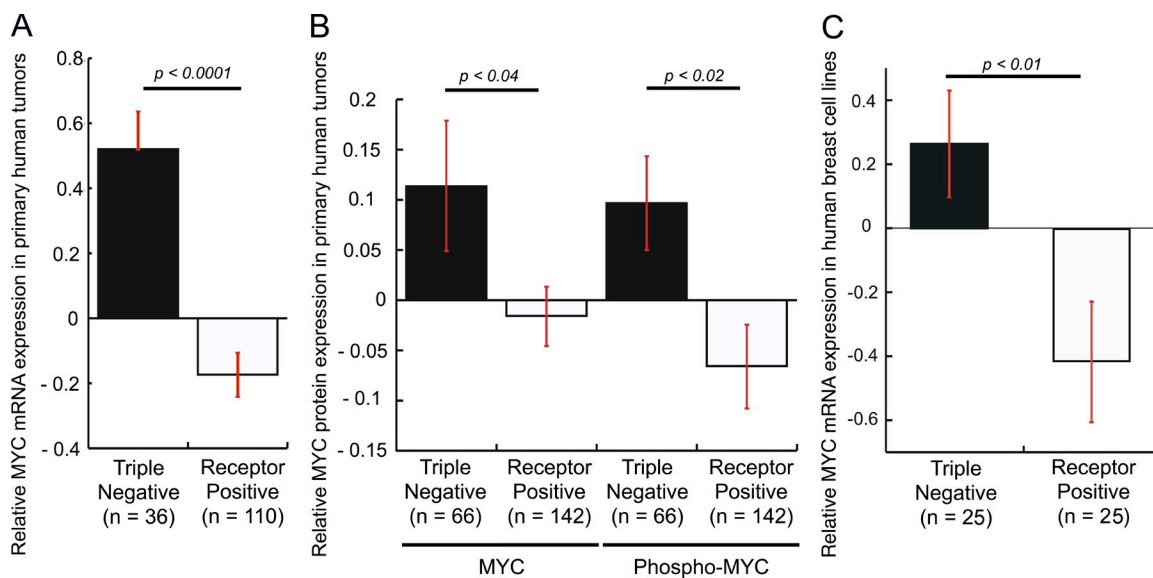 A
Relative MYC mRNA expression in primary human tumors
0.8
0.6
0.4
0.2
0
- 0.2
- 0.4
p < 0.0001
Triple
Negative
(n = 36)
Receptor
Positive
(n = 110)
B
Relative MYC protein expression in primary human tumors
0.2
0.15
0.1
0.05
0
- 0.05
- 0.1
- 0.15
p < 0.04
p < 0.02
Triple
Negative
(n = 66)
Receptor
Positive
(n = 142)
Triple
Negative
(n = 66)
Receptor
Positive
(n = 142)
MYC
Phospho-MYC
C
Relative MYC mRNA expression in human breast cell lines
0.4
0.2
0
-0.2
-0.4
-0.6
p < 0.01
Triple
Negative
(n = 25)
Receptor
Positive
(n = 25)